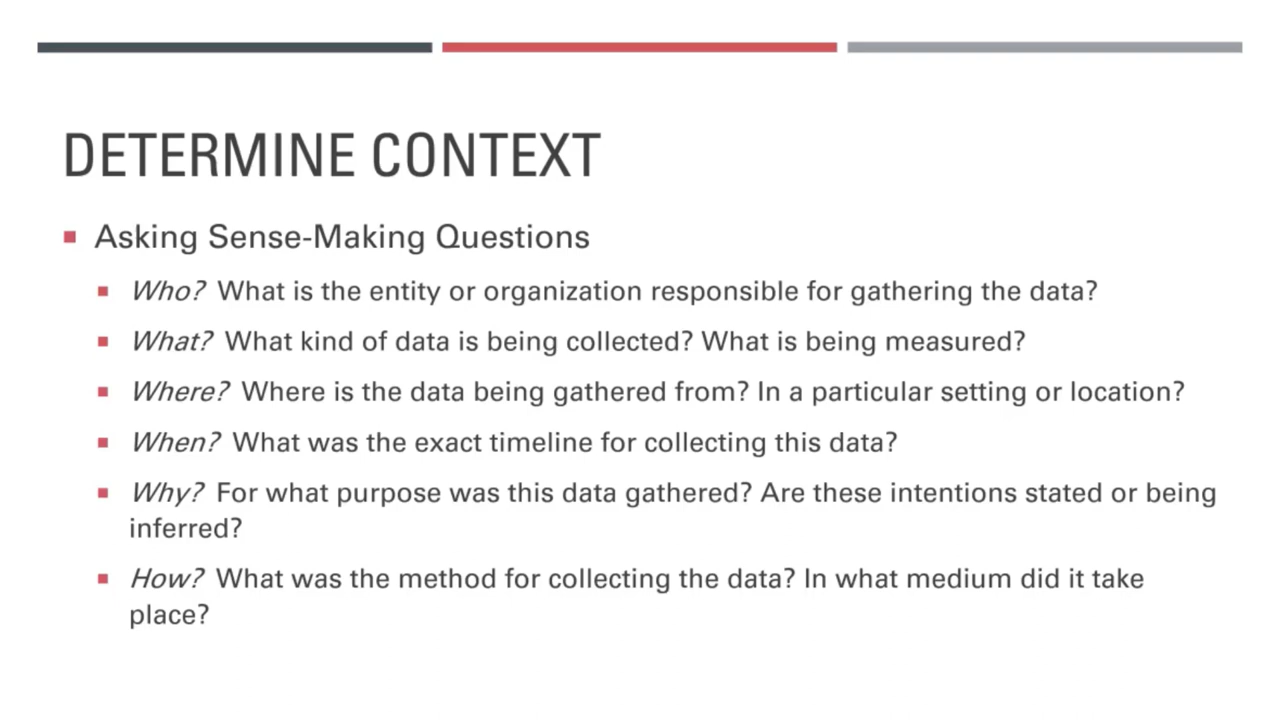 DETERMINE CONTEXT
Asking Sense-Making Questions
Who? What is the entity or organization responsible for gathering the data?
What? What kind of data is being collected? What is being measured?
Where? Where is the data being gathered from? In a particular setting or location?
When? What was the exact timeline for collecting this data?
Why? For what purpose was this data gathered? Are these intentions stated or being
inferred?
How? What was the method for collecting the data? In what medium did it take
place?